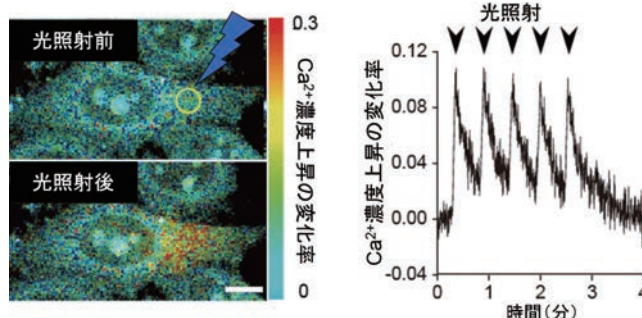 光照射前
光照射後
0.3
Ca²⁺濃度上昇の変化率
0
光照射
Ca²⁺濃度上昇の変化率
0.12
0.08
0.04
0.00
-0.04
0 1 2 3 4
時間(分)